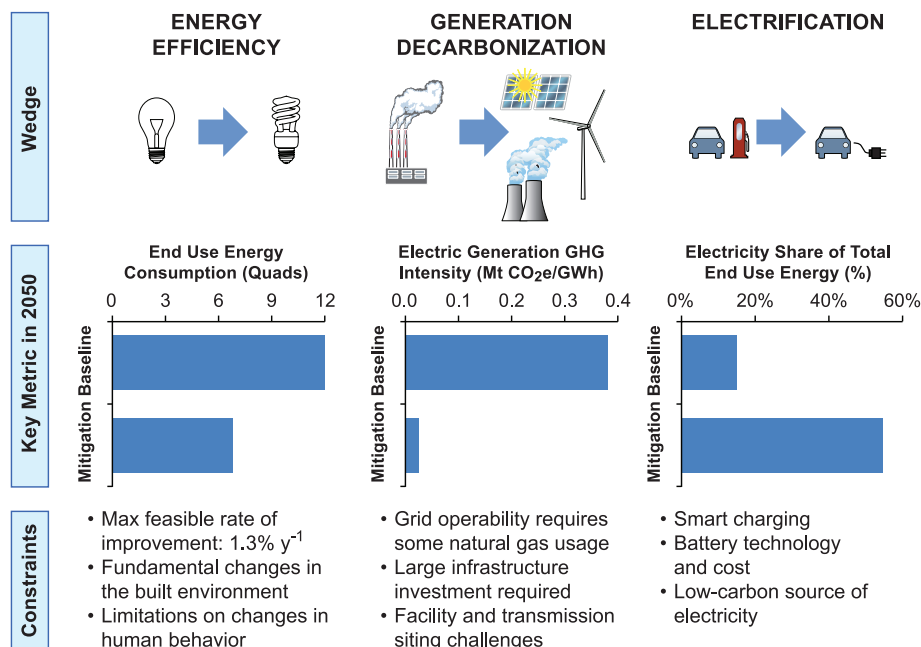 Wedge
ENERGY
EFFICIENCY
GENERATION
DECARBONIZATION
ELECTRIFICATION
Key Metric in 2050
End Use Energy
Consumption (Quads)
0 3 6 9 12
Mitigation Baseline
Electric Generation GHG
Intensity (Mt CO₂e/GWh)
0.0 0.1 0.2 0.3 0.4
Mitigation Baseline
Electricity Share of Total
End Use Energy (%)
0% 20% 40% 60%
Mitigation Baseline
Constraints
• Max feasible rate of
improvement: 1.3% y⁻¹
• Fundamental changes in
the built environment
• Limitations on changes in
human behavior
• Grid operability requires
some natural gas usage
• Large infrastructure
investment required
• Facility and transmission
siting challenges
• Smart charging
• Battery technology
and cost
• Low-carbon source of
electricity